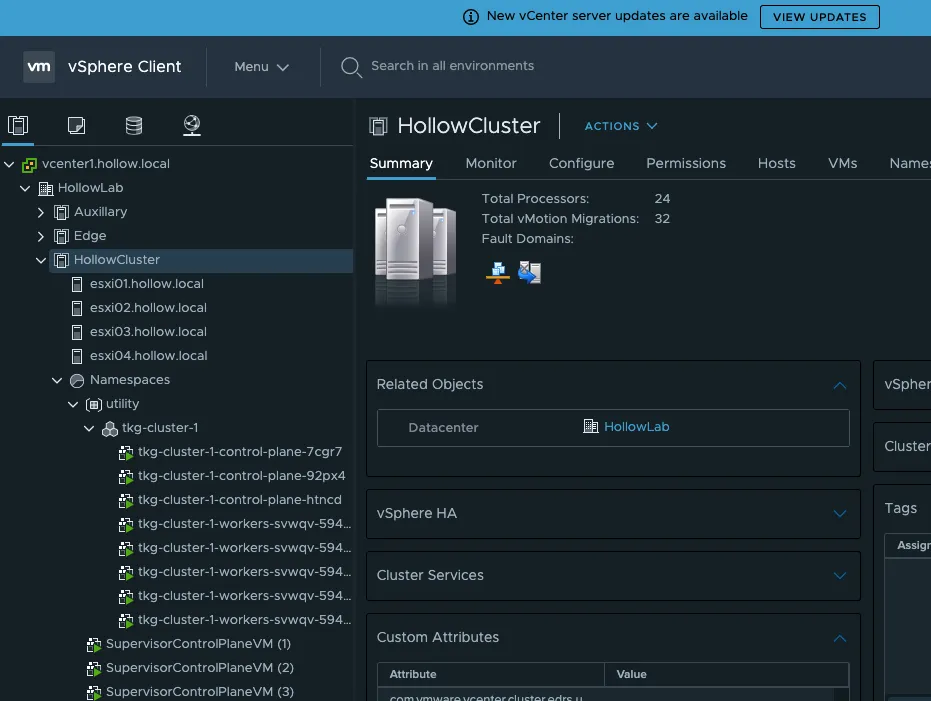 New vCenter server updates are available VIEW UPDATES
vm vSphere Client Menu Search in all environments
vcenter1.hollow.local
HollowLab
Auxillary
Edge
HollowCluster
esxi01.hollow.local
esxi02.hollow.local
esxi03.hollow.local
esxi04.hollow.local
Namespaces
utility
tkg-cluster-1
tkg-cluster-1-control-plane-7cgr7
tkg-cluster-1-control-plane-92px4
tkg-cluster-1-control-plane-htncd
tkg-cluster-1-workers-svwqv-594...
tkg-cluster-1-workers-svwqv-594...
tkg-cluster-1-workers-svwqv-594...
tkg-cluster-1-workers-svwqv-594...
tkg-cluster-1-workers-svwqv-594...
SupervisorControlPlaneVM (1)
SupervisorControlPlaneVM (2)
SupervisorControlPlaneVM (3)
HollowCluster ACTIONS
Summary Monitor Configure Permissions Hosts VMs Names
Total Processors: 24
Total vMotion Migrations: 32
Fault Domains:
Related Objects
Datacenter HollowLab
vSphere HA
Cluster Services
Custom Attributes
Attribute Value
com.vmware.vcenter.cluster.edrs.u
vSpher
Cluster
Tags
Assign